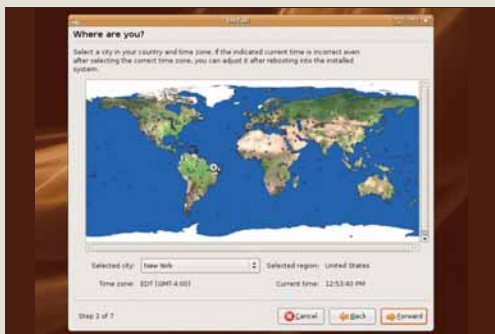 Install
Where are you?
Select a city in your country and time zone. If the indicated current time is incorrect even
after selecting the correct time zone, you can adjust it after rebooting into the installed
system.
Selected city: New York Selected region: United States
Time zone: EDT (GMT-4:00) Current time: 12:53:40 PM
Step 2 of 7 Cancel Back Forward